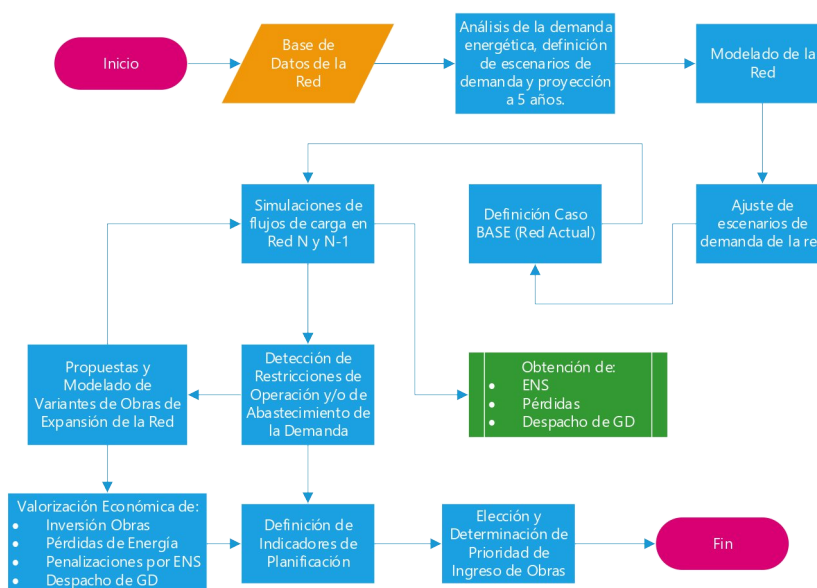 Inicio
Base de
Datos de la
Red
Análisis de la demanda
energética, definición
de escenarios de
demanda y proyección
a 5 años.
Modelado de la
Red
Simulaciones de
flujos de carga en
Red N y N-1
Definición Caso
BASE (Red Actual)
Ajuste de
escenarios de
demanda de la re
Propuestas y
Modelado de
Variantes de Obras de
Expansión de la Red
Detección de
Restricciones de
Operación y/o de
Abastecimiento de
la Demanda
Obtención de:
• ENS
• Pérdidas
• Despacho de GD
Valorización Económica de:
• Inversión Obras
• Pérdidas de Energía
• Penalizaciones por ENS
• Despacho de GD
Definición de
Indicadores de
Planificación
Elección y
Determinación de
Prioridad de
Ingreso de Obras
Fin